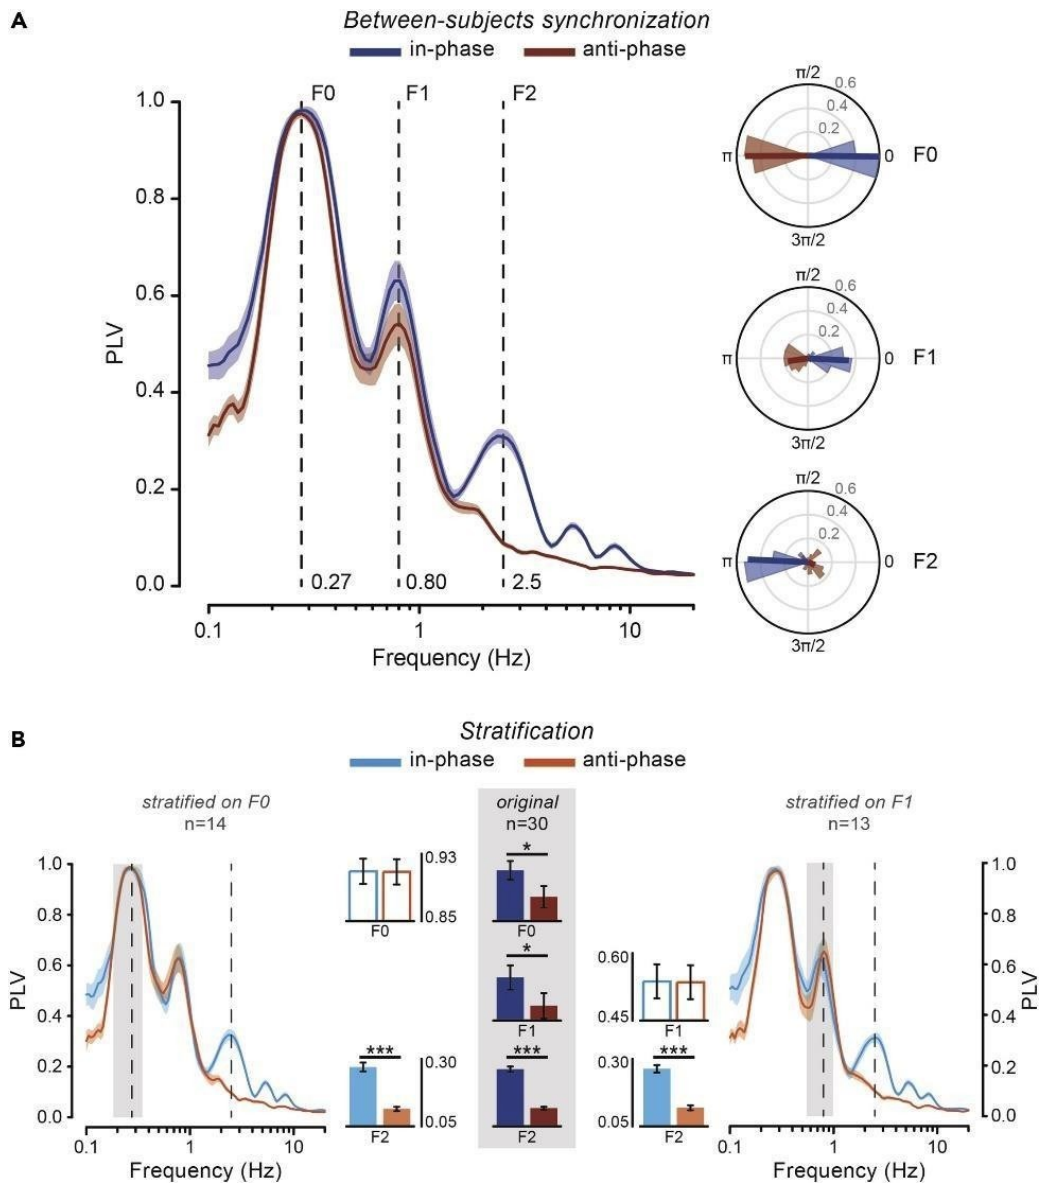 A
Between-subjects synchronization
in-phase anti-phase
F0 F1 F2
1.0
0.8
0.6
0.4
0.2
0.0
PLV
0.27 0.80 2.5
0.1 1 10
Frequency (Hz)
π/2
0.6
0.4
0.2
π 0 F0
3π/2
π/2
0.6
0.4
0.2
π 0 F1
3π/2
π/2
0.6
0.4
0.2
π 0 F2
3π/2
B
Stratification
in-phase anti-phase
stratified on F0
n=14
1.0
0.8
0.6
0.4
0.2
0.0
PLV
0.1 1 10
Frequency (Hz)
0.93
0.85
F0
***
0.30
0.05
F2
original
n=30
*
F0
*
F1
***
F2
0.60
0.45
F1
***
0.30
0.05
F2
stratified on F1
n=13
1.0
0.8
0.6
0.4
0.2
0.0
PLV
0.1 1 10
Frequency (Hz)